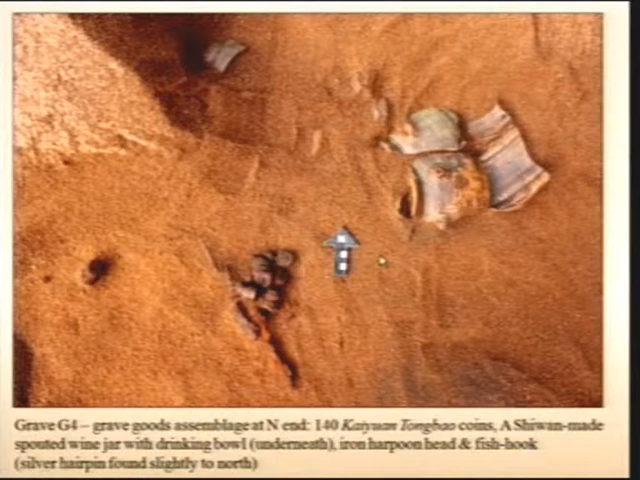 Grave G4 – grave goods assemblage at N end: 140 Kaiyuan Tongbao coins, A Shiwan-made
spouted wine jar with drinking bowl (underneath), iron harpoon head & fish-hook
(silver hairpin found slightly to north)